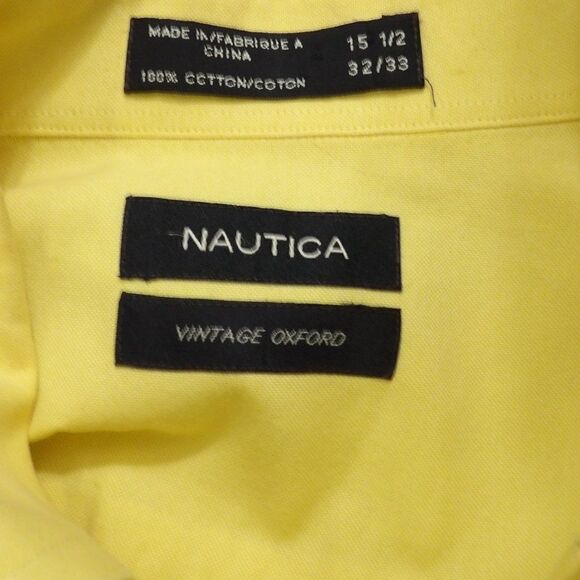 MADE IN/FABRIQUE A
CHINA
100% COTTON/COTON
15 1/2
32/33
NAUTICA
VINTAGE OXFORD